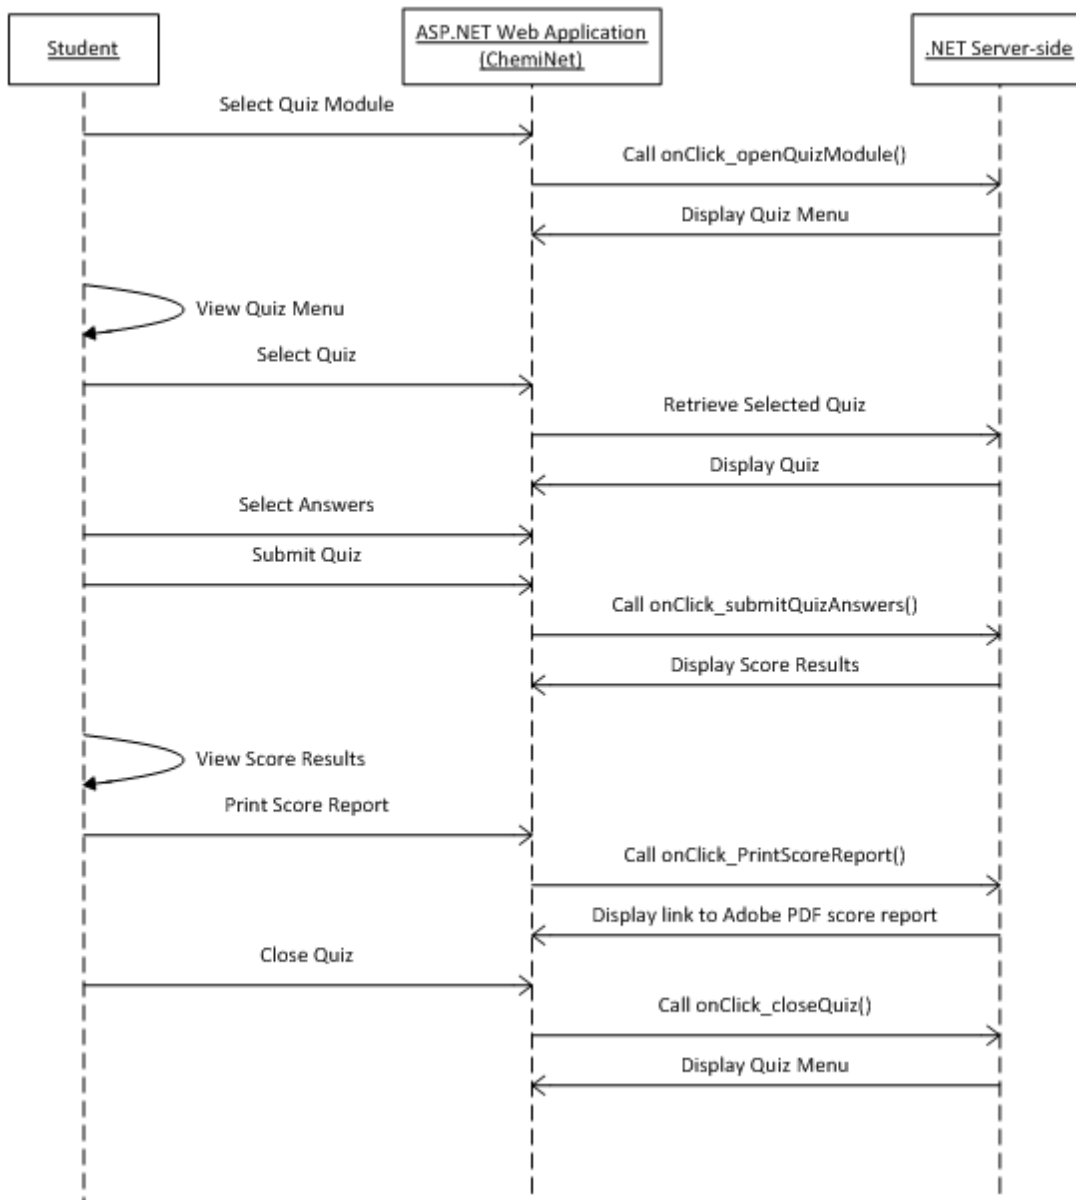 Student
ASP.NET Web Application
(ChemiNet)
.NET Server-side
Select Quiz Module
Call onClick_openQuizModule()
Display Quiz Menu
View Quiz Menu
Select Quiz
Retrieve Selected Quiz
Display Quiz
Select Answers
Submit Quiz
Call onClick_submitQuizAnswers()
Display Score Results
View Score Results
Print Score Report
Call onClick_PrintScoreReport()
Display link to Adobe PDF score report
Close Quiz
Call onClick_closeQuiz()
Display Quiz Menu